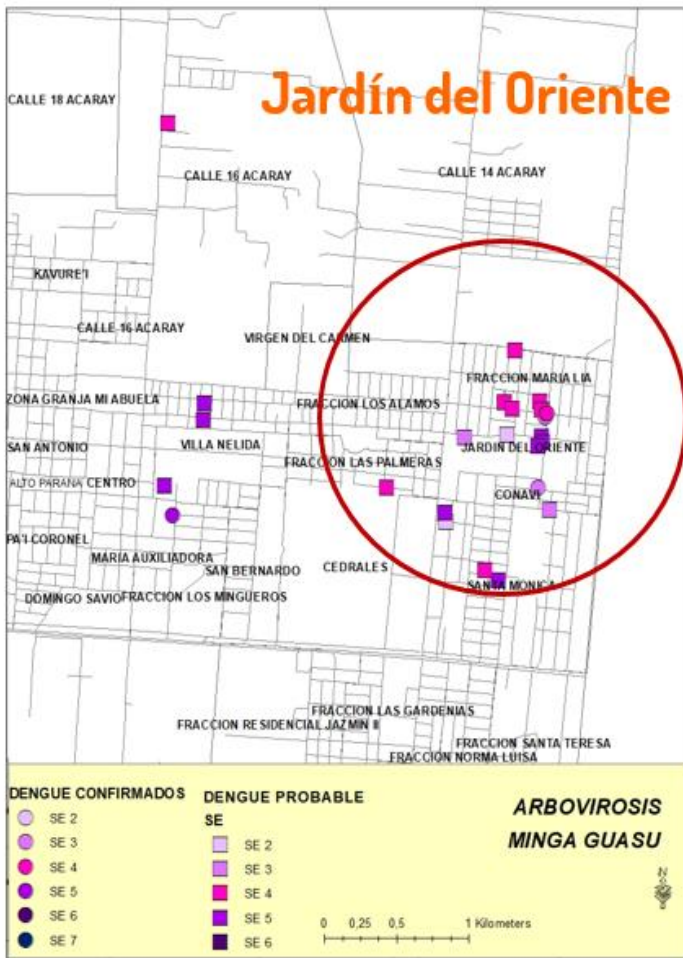 Jardín del Oriente
CALLE 18 ACARAY
CALLE 16 ACARAY
CALLE 14 ACARAY
KAVURE'I
CALLE 16 ACARAY
VIRGEN DEL CARMEN
FRACCION MARIA LIA
ZONA GRANJA MI ABUELA
FRACCION LOS ALAMOS
SAN ANTONIO
VILLA NELIDA
JARDIN DEL ORIENTE
FRACCION LAS PALMERAS
ALTO PARANA CENTRO
CONAVI
PA'I CORONEL
MARIA AUXILIADORA
SAN BERNARDO
CEDRALES
SANTA MONICA
DOMINGO SAVIO
FRACCION LOS MINGUEROS
FRACCION LAS GARDENIAS
FRACCION RESIDENCIAL JAZMIN II
FRACCION SANTA TERESA
FRACCION NORMA LUISA
DENGUE CONFIRMADOS
SE 2
SE 3
SE 4
SE 5
SE 6
SE 7
DENGUE PROBABLE
SE
SE 2
SE 3
SE 4
SE 5
SE 6
ARBOVIROSIS
MINGA GUASU
N
0 0,25 0,5 1 Kilometers